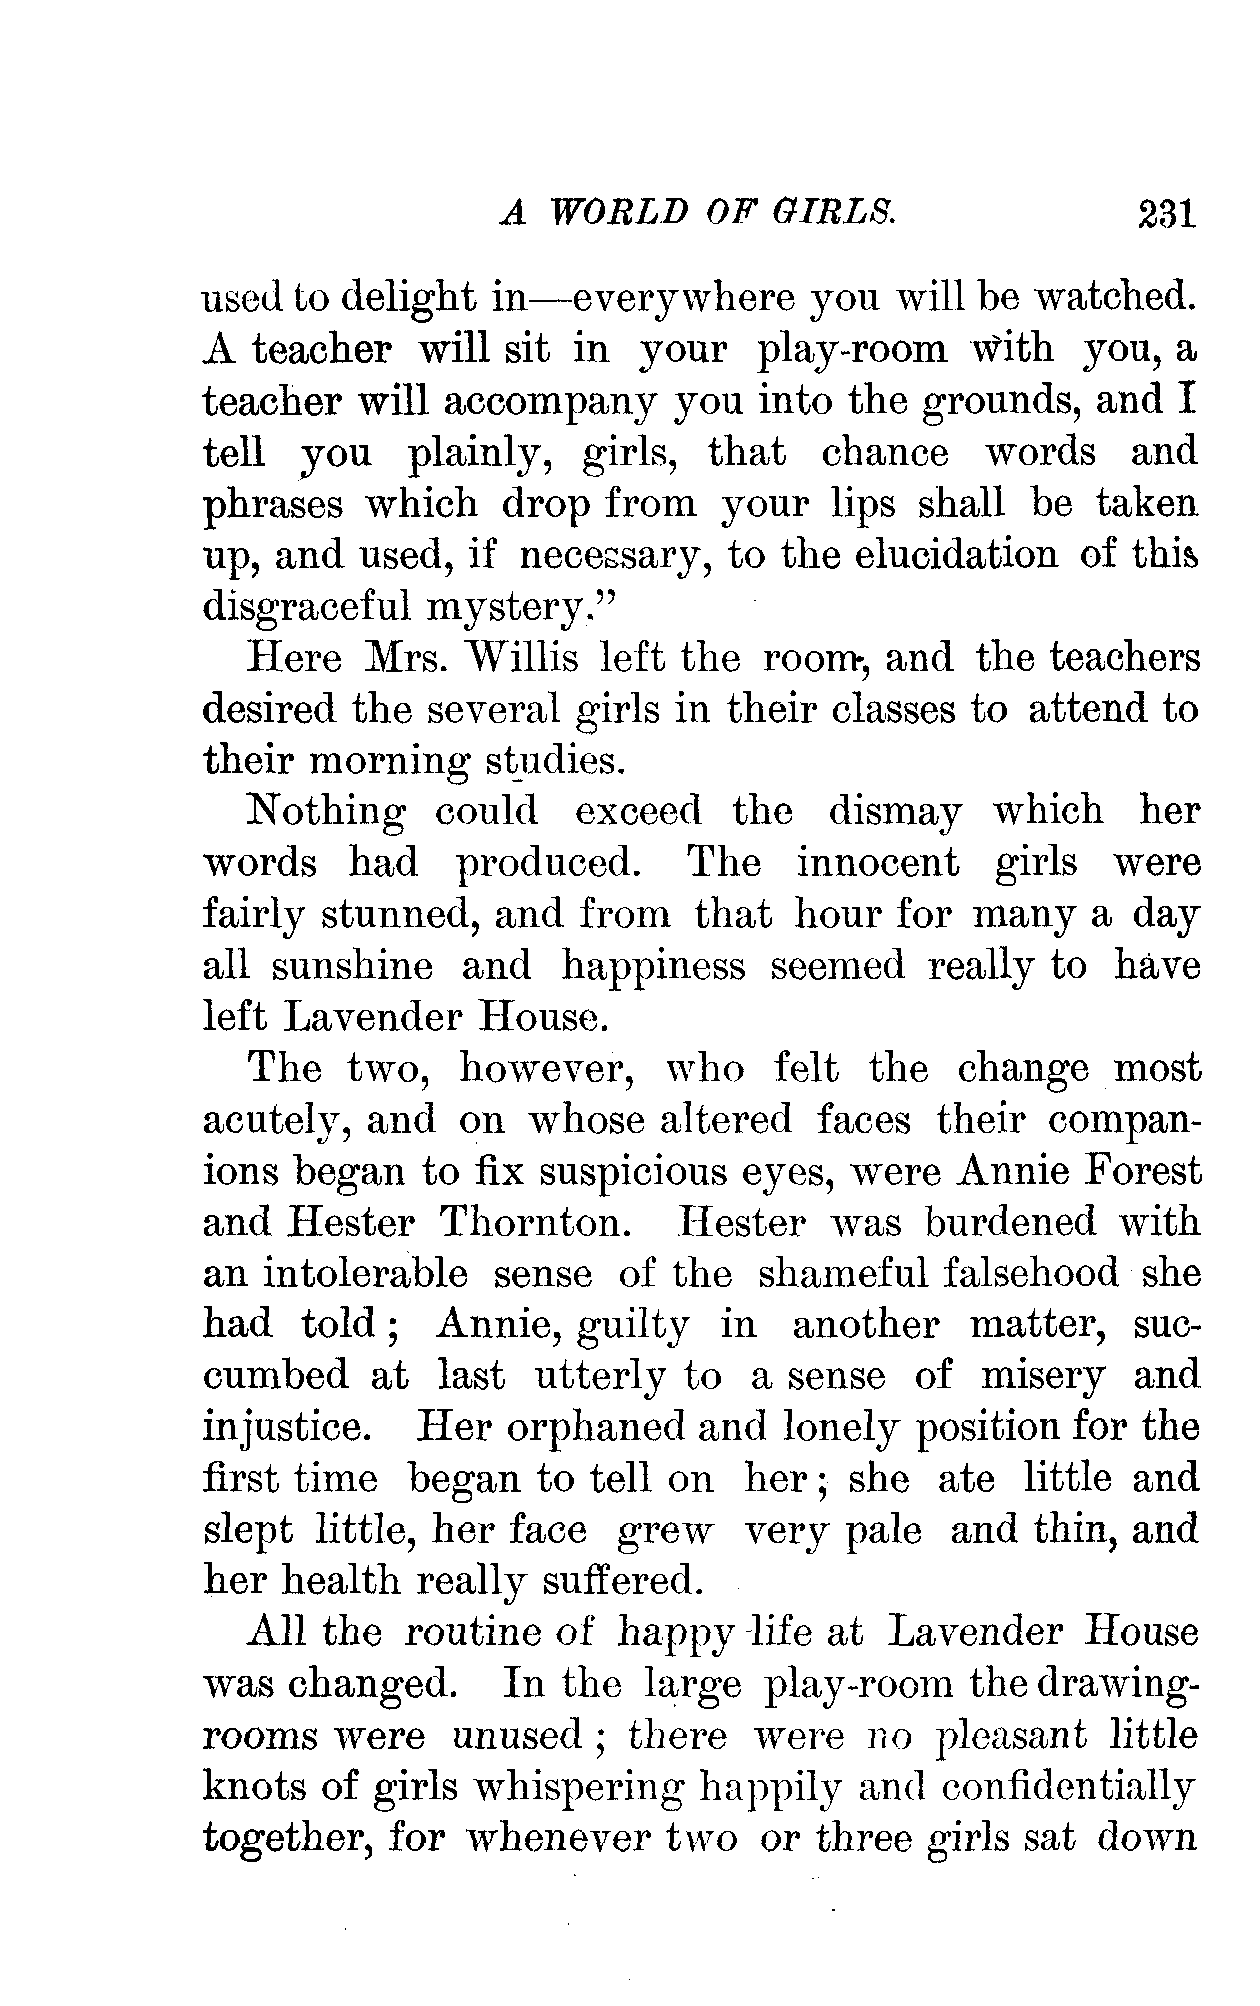 A WORLD OF GIRLS. 231
used to delight in—everywhere you will be watched.
A teacher will sit in your play-room with you, a
teacher will accompany you into the grounds, and I
tell you plainly, girls, that chance words and
phrases which drop from your lips shall be taken
up, and used, if necessary, to the elucidation of this
disgraceful mystery.”
Here Mrs. Willis left the room, and the teachers
desired the several girls in their classes to attend to
their morning studies.
Nothing could exceed the dismay which her
words had produced. The innocent girls were
fairly stunned, and from that hour for many a day
all sunshine and happiness seemed really to have
left Lavender House.
The two, however, who felt the change most
acutely, and on whose altered faces their compan-
ions began to fix suspicious eyes, were Annie Forest
and Hester Thornton. Hester was burdened with
an intolerable sense of the shameful falsehood she
had told ; Annie, guilty in another matter, suc-
cumbed at last utterly to a sense of misery and
injustice. Her orphaned and lonely position for the
first time began to tell on her ; she ate little and
slept little, her face grew very pale and thin, and
her health really suffered.
All the routine of happy life at Lavender House
was changed. In the large play-room the drawing-
rooms were unused ; there were no pleasant little
knots of girls whispering happily and confidentially
together, for whenever two or three girls sat down